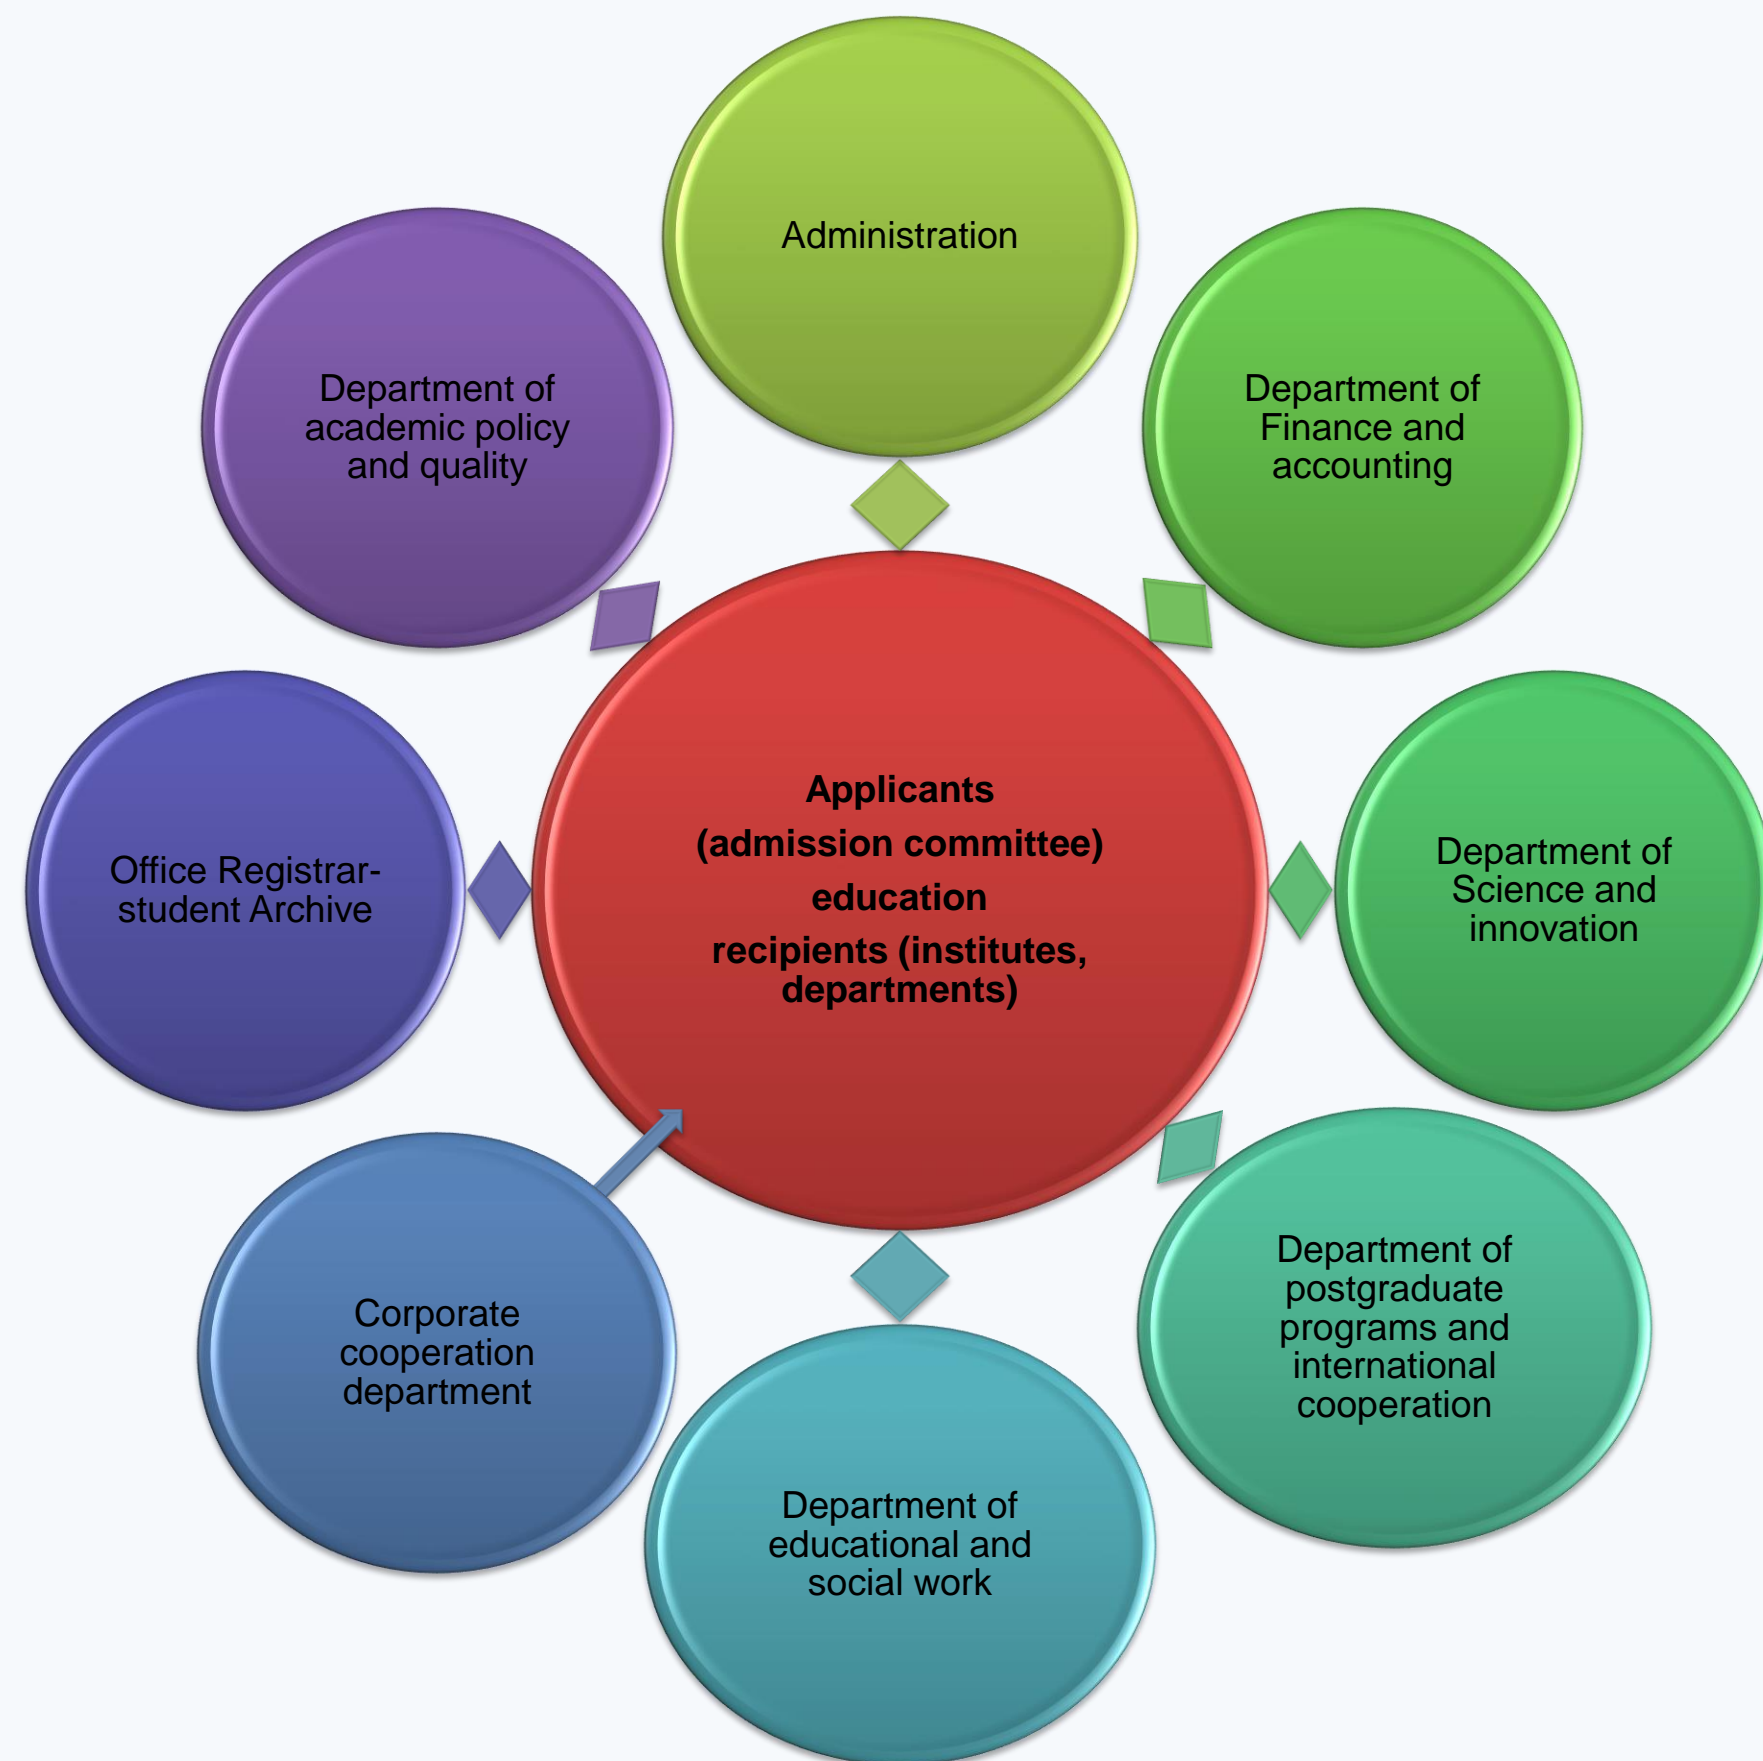 Administration
Department of
academic policy
and quality
Department of
Finance and
accounting
Applicants
(admission committee)
education
recipients (institutes,
departments)
Office Registrar-
student Archive
Department of
Science and
innovation
Corporate
cooperation
department
Department of
postgraduate
programs and
international
cooperation
Department of
educational and
social work